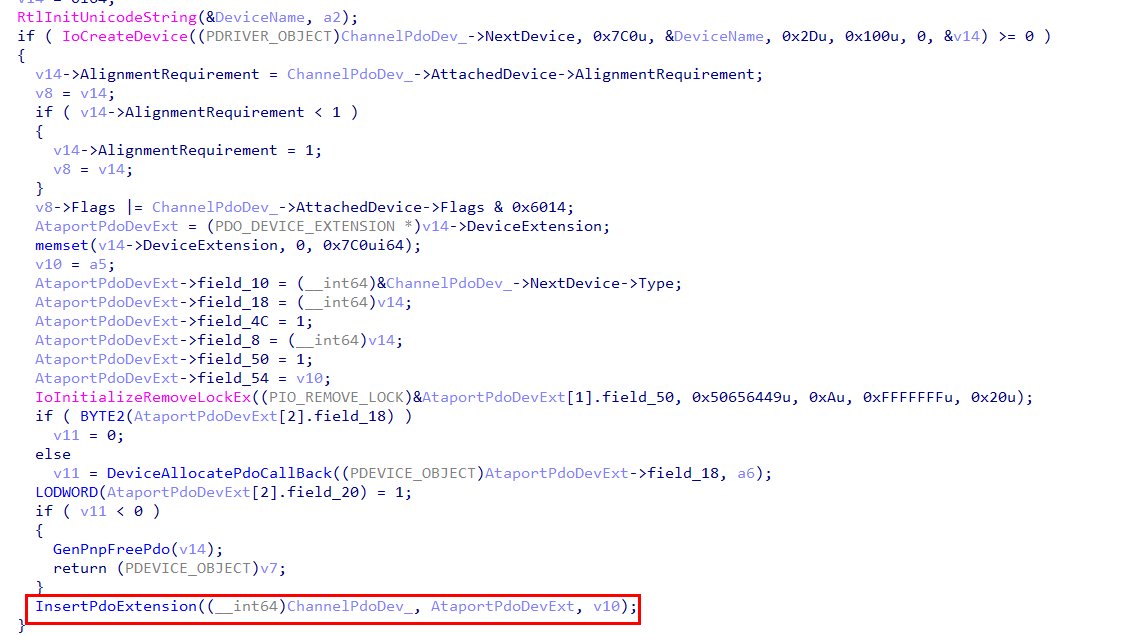 RtlInitUnicodeString(&DeviceName, a2);
if ( IoCreateDevice((PDRIVER_OBJECT)ChannelPdoDev_->NextDevice, 0x7C0u, &DeviceName, 0x2Du, 0x100u, 0, &v14) >= 0 )
{
  v14->AlignmentRequirement = ChannelPdoDev_->AttachedDevice->AlignmentRequirement;
  v8 = v14;
  if ( v14->AlignmentRequirement < 1 )
  {
    v14->AlignmentRequirement = 1;
    v8 = v14;
  }
  v8->Flags |= ChannelPdoDev_->AttachedDevice->Flags & 0x6014;
  AtaportPdoDevExt = (PDO_DEVICE_EXTENSION *)v14->DeviceExtension;
  memset(v14->DeviceExtension, 0, 0x7C0ui64);
  v10 = a5;
  AtaportPdoDevExt->field_10 = (__int64)&ChannelPdoDev_->NextDevice->Type;
  AtaportPdoDevExt->field_18 = (__int64)v14;
  AtaportPdoDevExt->field_4C = 1;
  AtaportPdoDevExt->field_8 = (__int64)v14;
  AtaportPdoDevExt->field_50 = 1;
  AtaportPdoDevExt->field_54 = v10;
  IoInitializeRemoveLockEx((PIO_REMOVE_LOCK)&AtaportPdoDevExt[1].field_50, 0x50656449u, 0xAu, 0xFFFFFFFu, 0x20u);
  if ( BYTE2(AtaportPdoDevExt[2].field_18) )
    v11 = 0;
  else
    v11 = DeviceAllocatePdoCallBack((PDEVICE_OBJECT)AtaportPdoDevExt->field_18, a6);
  LODWORD(AtaportPdoDevExt[2].field_20) = 1;
  if ( v11 < 0 )
  {
    GenPnpFreePdo(v14);
    return (PDEVICE_OBJECT)v7;
  }
  InsertPdoExtension((__int64)ChannelPdoDev_, AtaportPdoDevExt, v10);
}